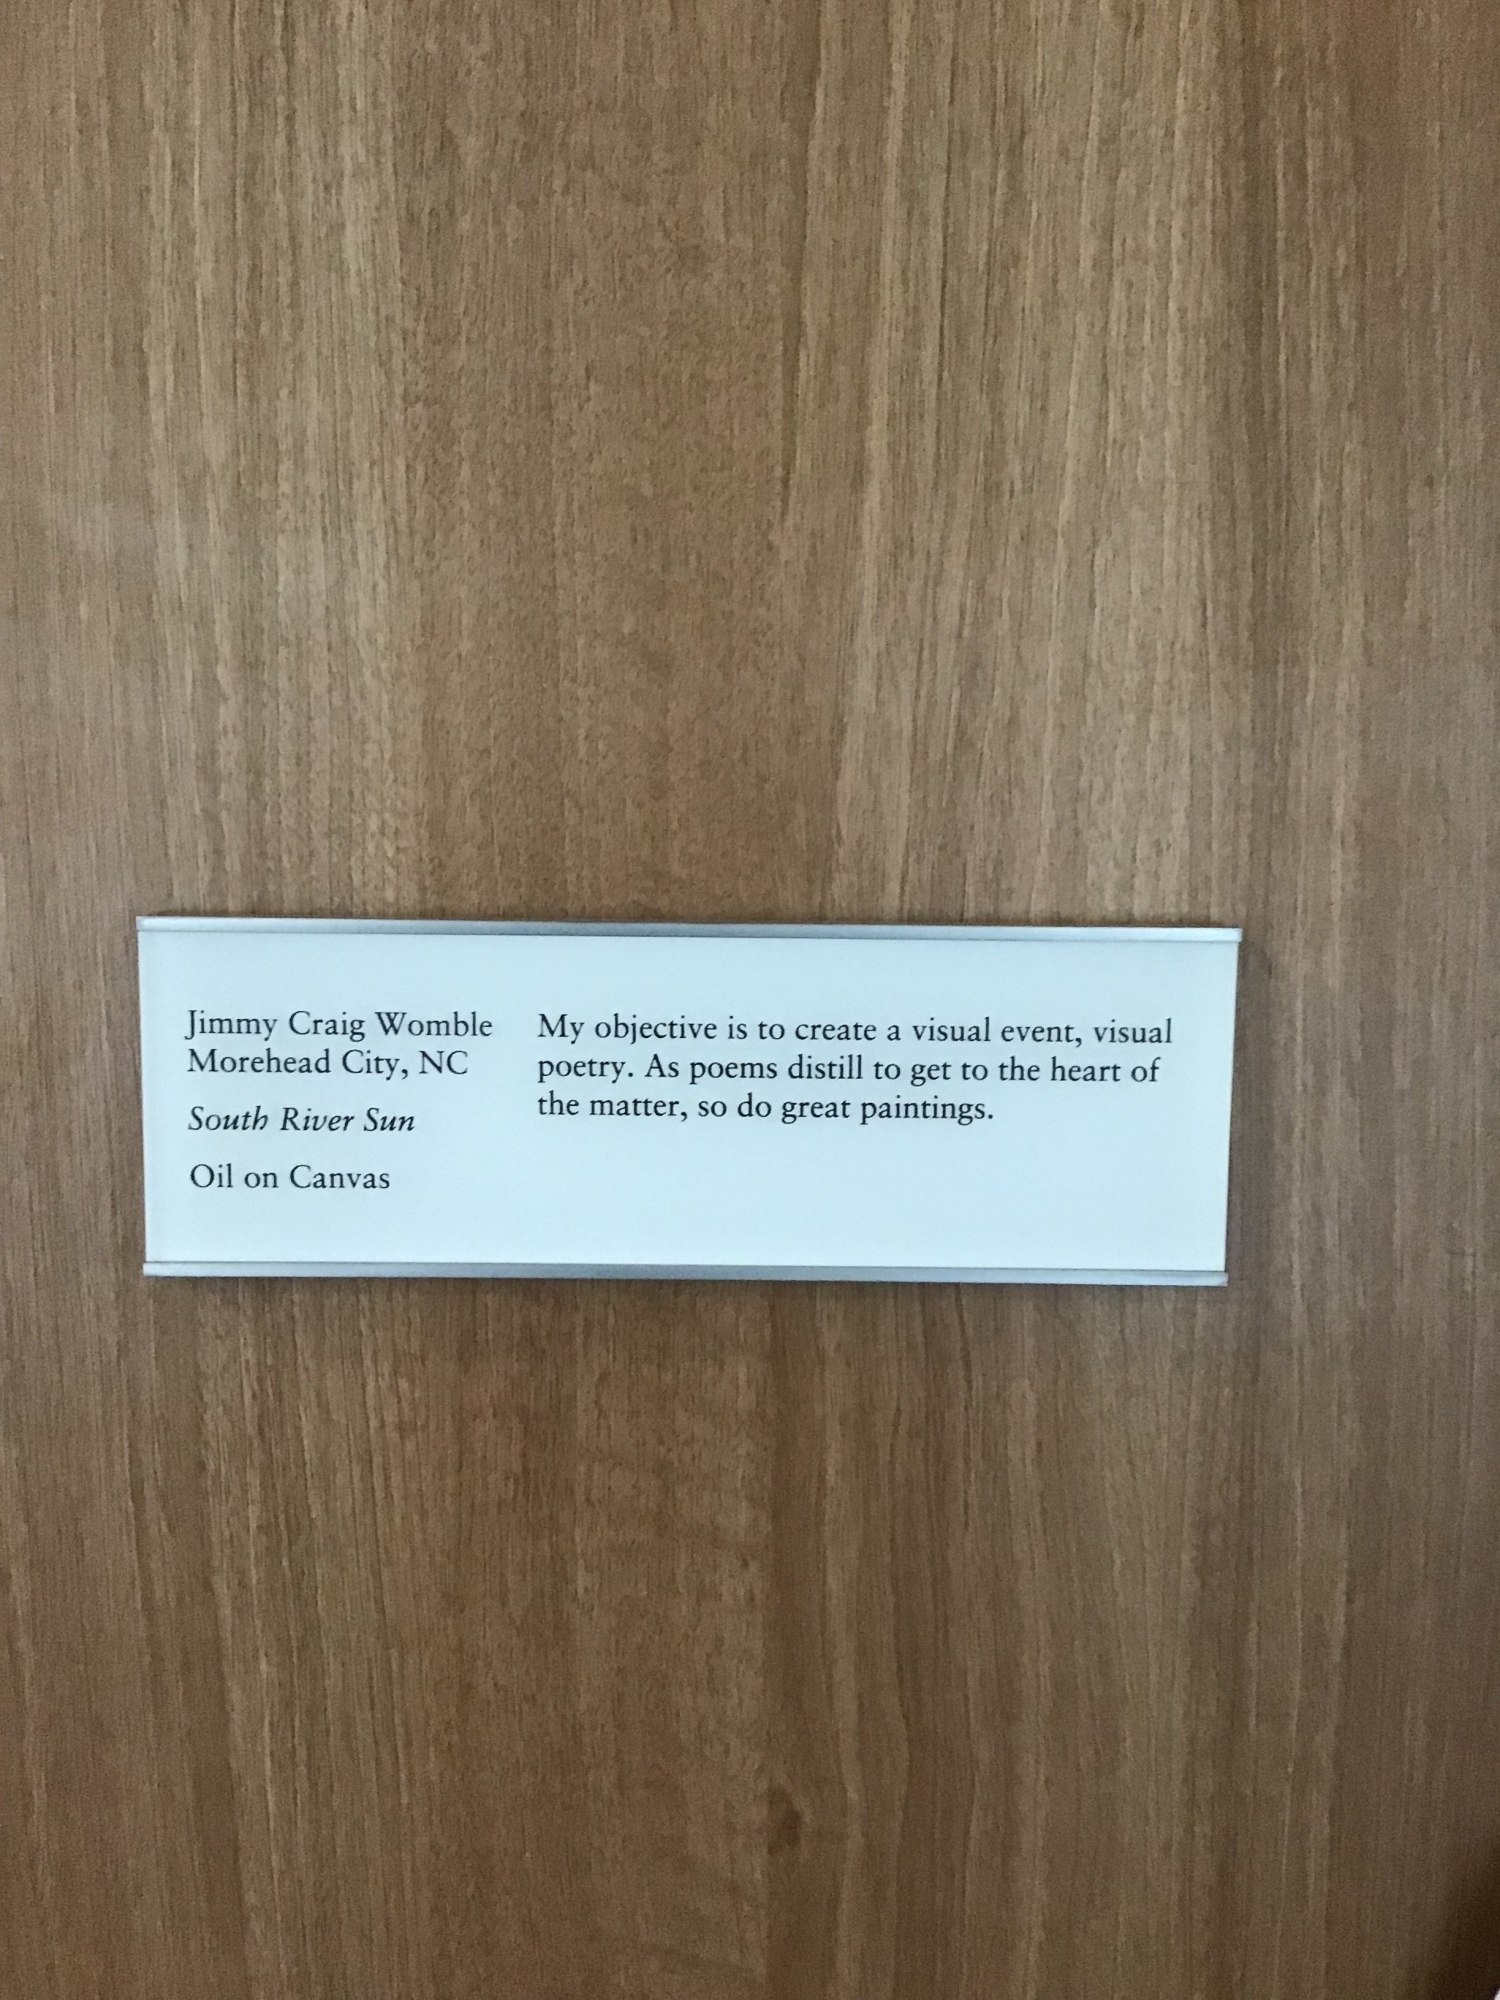 Jimmy Craig Womble
Morehead City, NC
South River Sun
Oil on Canvas
My objective is to create a visual event, visual
poetry. As poems distill to get to the heart of
the matter, so do great paintings.